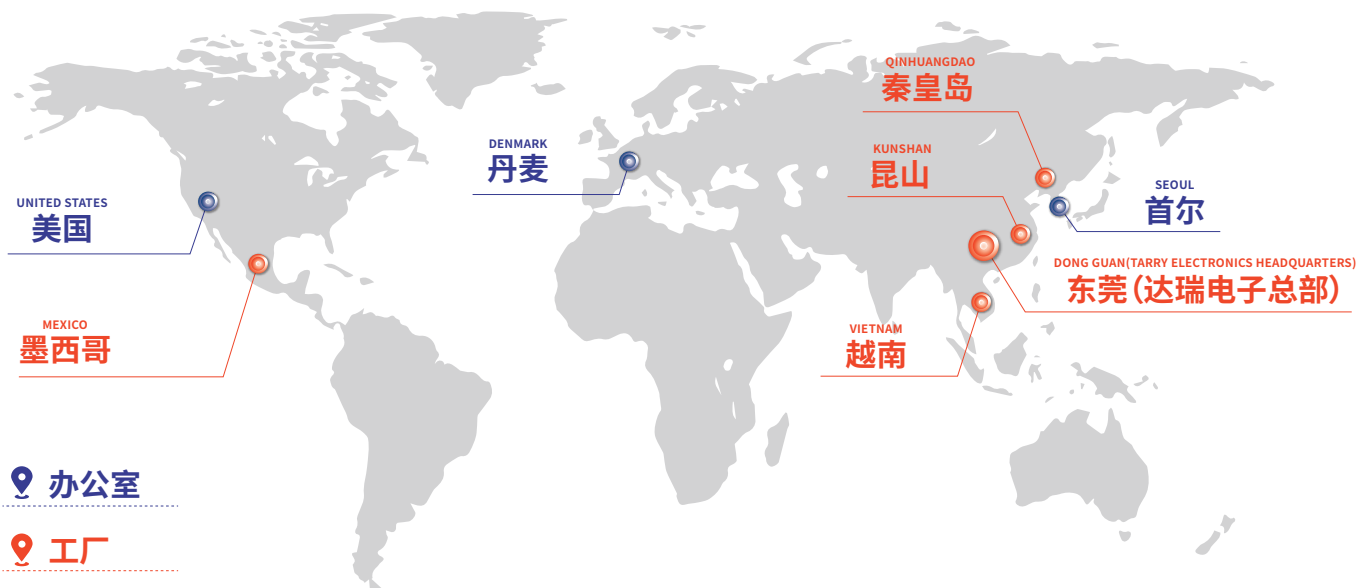 QINHUANGDAO
秦皇岛
DENMARK
丹麦
KUNSHAN
昆山
UNITED STATES
美国
SEOUL
首尔
DONG GUAN(TARRY ELECTRONICS HEADQUARTERS)
东莞(达瑞电子总部)
MEXICO
墨西哥
VIETNAM
越南
办公室
工厂